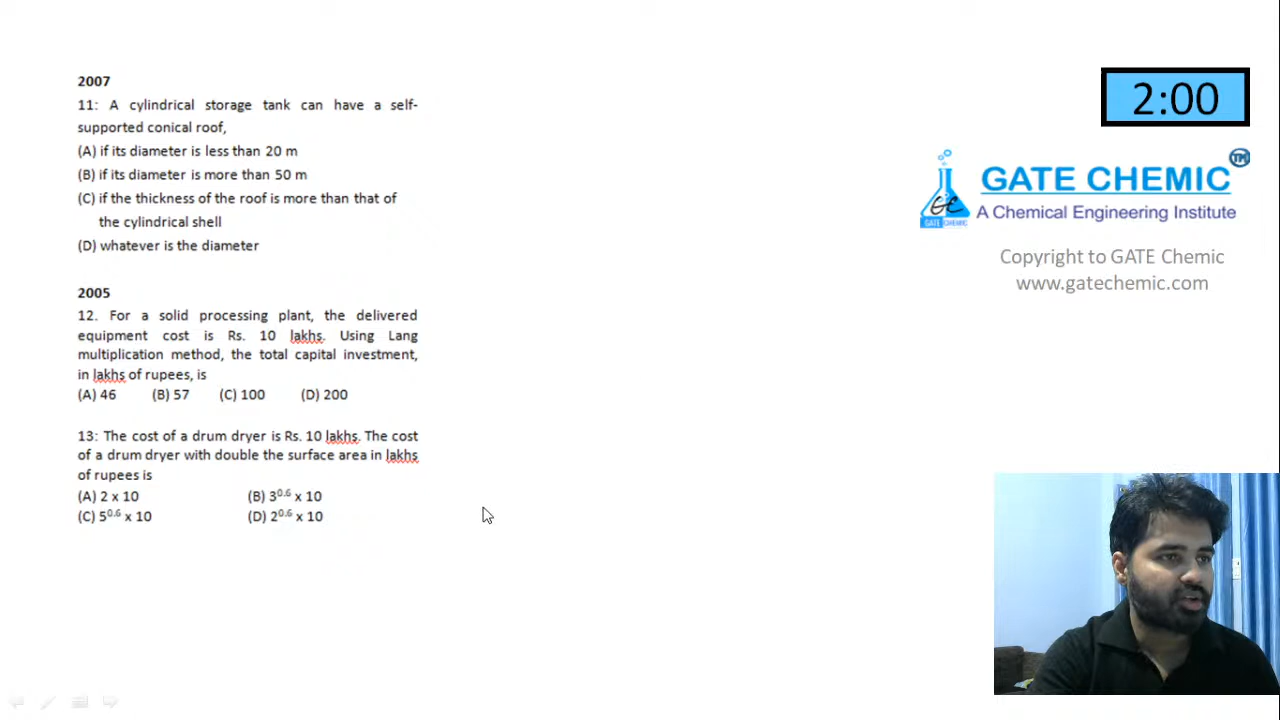 2007
11: A cylindrical storage tank can have a self-
supported conical roof,
(A) if its diameter is less than 20 m
(B) if its diameter is more than 50 m
(C) if the thickness of the roof is more than that of
the cylindrical shell
(D) whatever is the diameter
2005
12. For a solid processing plant, the delivered
equipment cost is Rs. 10 lakhs. Using Lang
multiplication method, the total capital investment,
in lakhs of rupees, is
(A) 46 (B) 57 (C) 100 (D) 200
13: The cost of a drum dryer is Rs. 10 lakhs. The cost
of a drum dryer with double the surface area in lakhs
of rupees is
(A) 2 x 10 (B) 3^0.6 x 10
(C) 5^0.6 x 10 (D) 2^0.6 x 10
2:00
TM
GATE CHEMIC
A Chemical Engineering Institute
GATE CHEMIC
Copyright to GATE Chemic
www.gatechemic.com